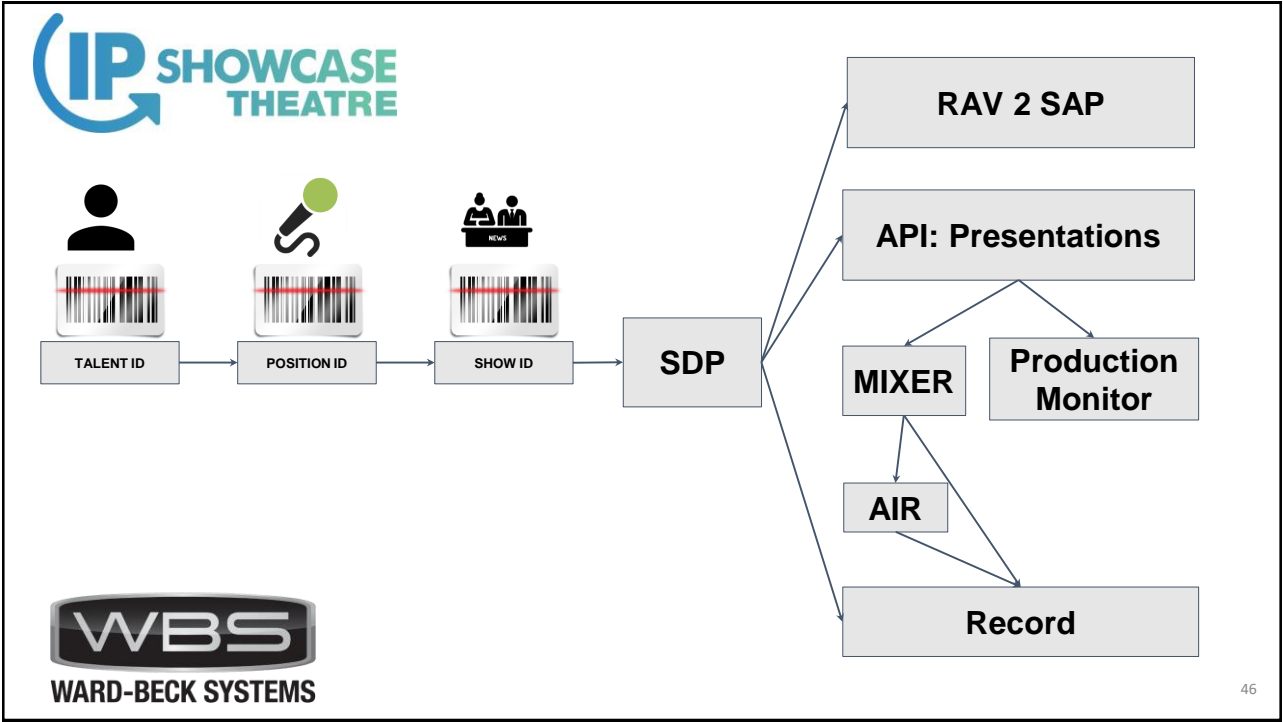 IP SHOWCASE
THEATRE
NEWS
TALENT ID
POSITION ID
SHOW ID
SDP
RAV 2 SAP
API: Presentations
MIXER
Production
Monitor
AIR
Record
WBS
WARD-BECK SYSTEMS
46